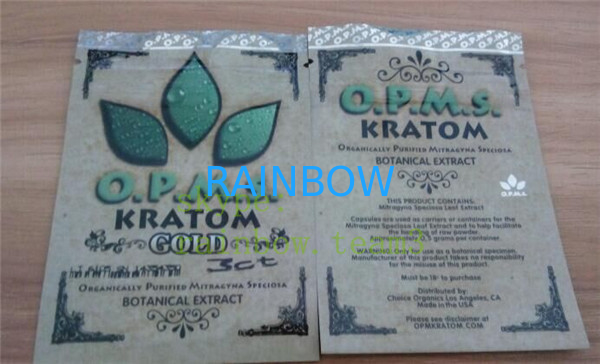 O.P.M.S.
KRATOM
GOLD
3ct
ORGANICALLY PURIFIED MITRAGYNA SPECIOSA
BOTANICAL EXTRACT
O.P.M.S.
KRATOM
ORGANICALLY PURIFIED MITRAGYNA SPECIOSA
BOTANICAL EXTRACT
O.P.M.S.
THIS PRODUCT CONTAINS:
Mitragyna Speciosa Leaf Extract
Capsules are used as carriers or containers for the
Mitragyna Speciosa Leaf Extract and to help facilitate
the handling of raw powder.
Approximately 0.5 grams per container.
WARNING: Only for use as a botanical specimen.
Manufacturer of this product takes no responsibility
for the misuse of this product.
Must be 18+ to purchase
Distributed by:
Choice Organics Los Angeles, CA
Made in the USA
Please see disclaimer at
OPMKRATOM.COM
RAINBOW